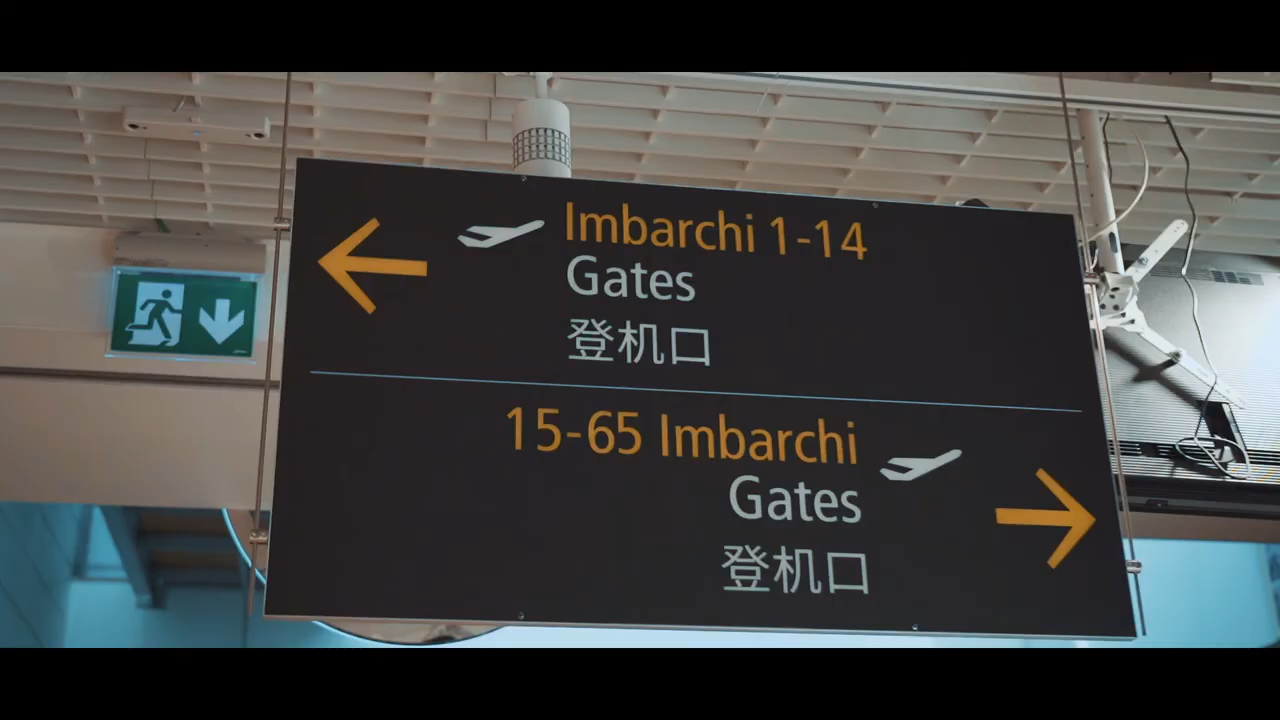 Imbarchi 1-14
Gates
登机口
15-65 Imbarchi
Gates
登机口